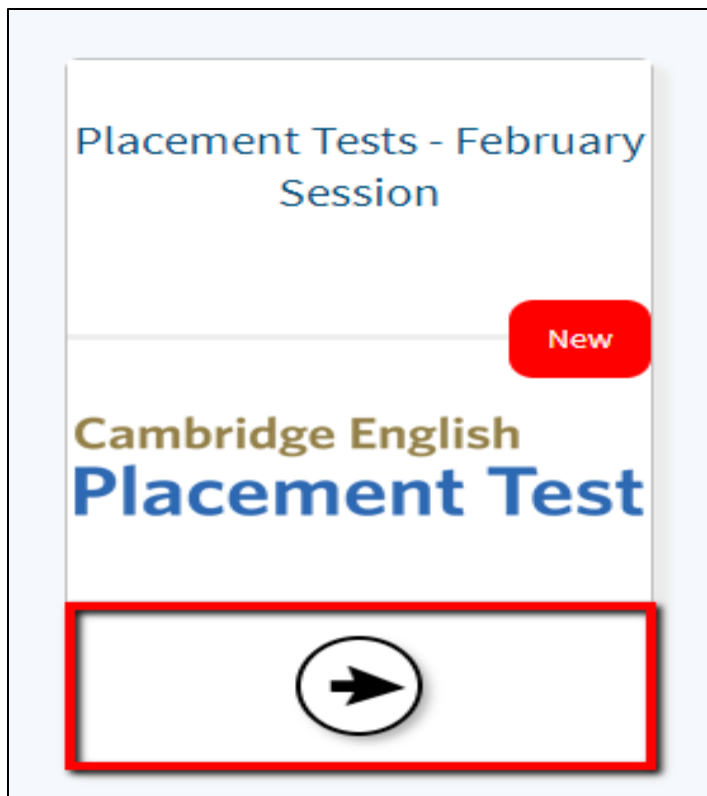 Placement Tests - February
Session
New
Cambridge English
Placement Test